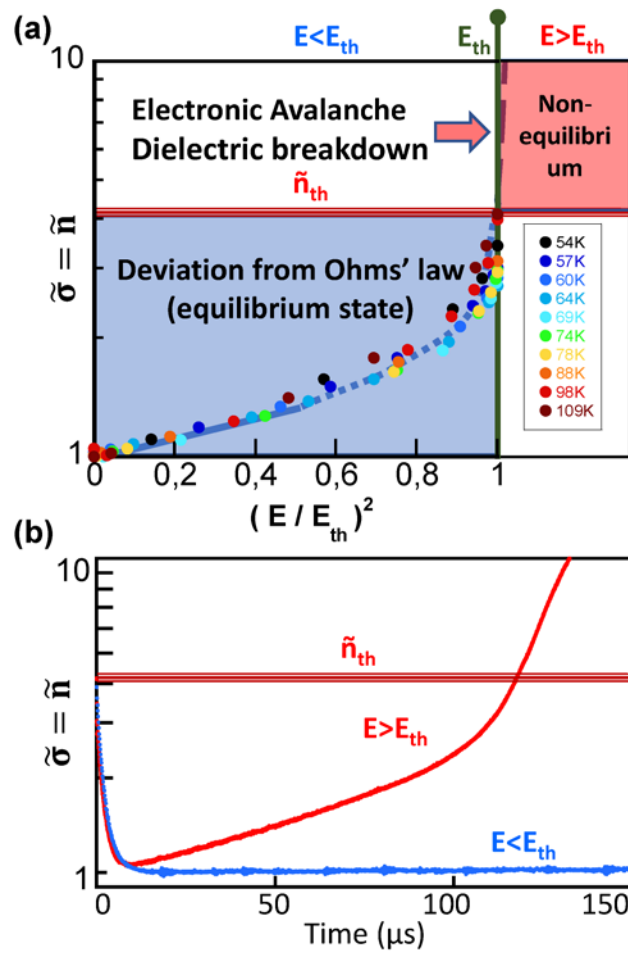 (a)
E<Eth
Eth
E>Eth
10
Electronic Avalanche
Dielectric breakdown
Non-
equilibri
um
ñth
Deviation from Ohms' law
(equilibrium state)
54K
57K
60K
64K
69K
74K
78K
88K
98K
109K
σ̃ = ñ
1
0
0,2
0,4
0,6
0,8
1
(E / Eth)²
(b)
10
ñth
σ̃ = ñ
E>Eth
E<Eth
1
0
50
100
150
Time (μs)